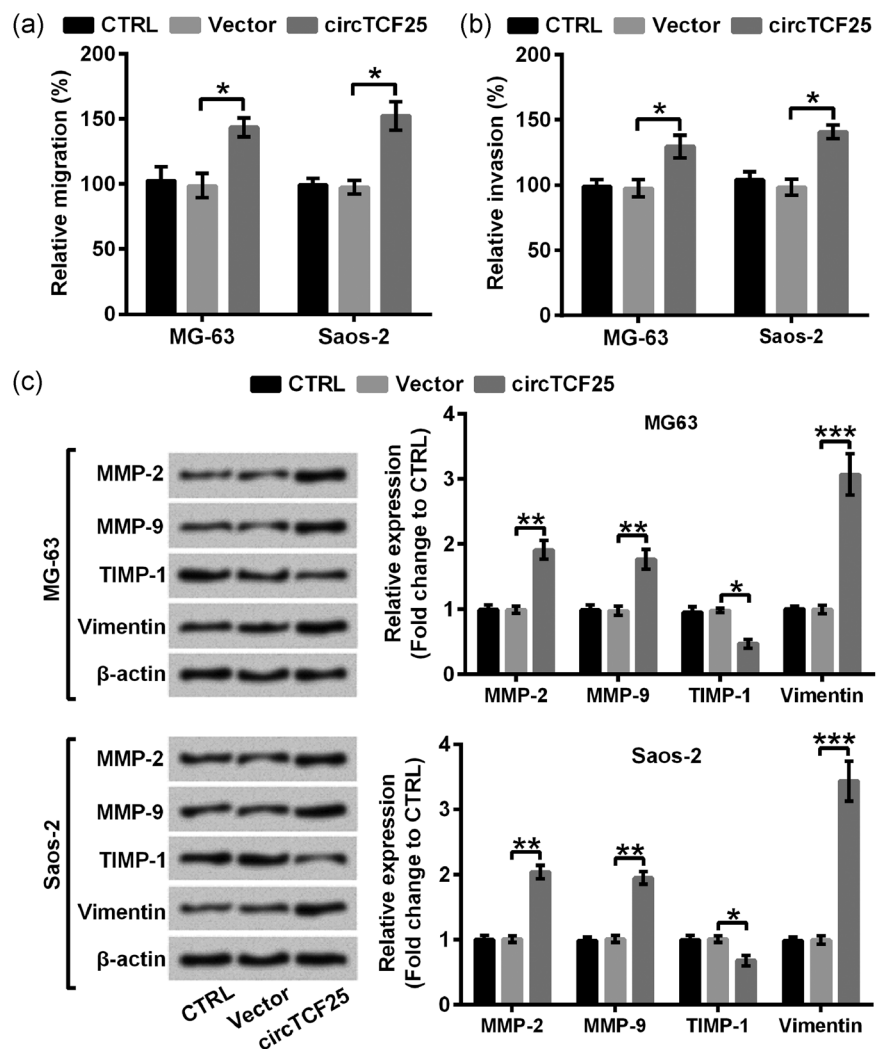 (a)
CTRL Vector circTCF25
Relative migration (%)
200
150
100
50
0
* *
MG-63 Saos-2
(b)
CTRL Vector circTCF25
Relative invasion (%)
200
150
100
50
0
* *
MG-63 Saos-2
(c)
CTRL Vector circTCF25
MG-63
MMP-2
MMP-9
TIMP-1
Vimentin
β-actin
MG63
Relative expression
(Fold change to CTRL)
4
3
2
1
0
** ** * ***
MMP-2 MMP-9 TIMP-1 Vimentin
Saos-2
MMP-2
MMP-9
TIMP-1
Vimentin
β-actin
CTRL Vector circTCF25
Saos-2
Relative expression
(Fold change to CTRL)
4
3
2
1
0
** ** * ***
MMP-2 MMP-9 TIMP-1 Vimentin